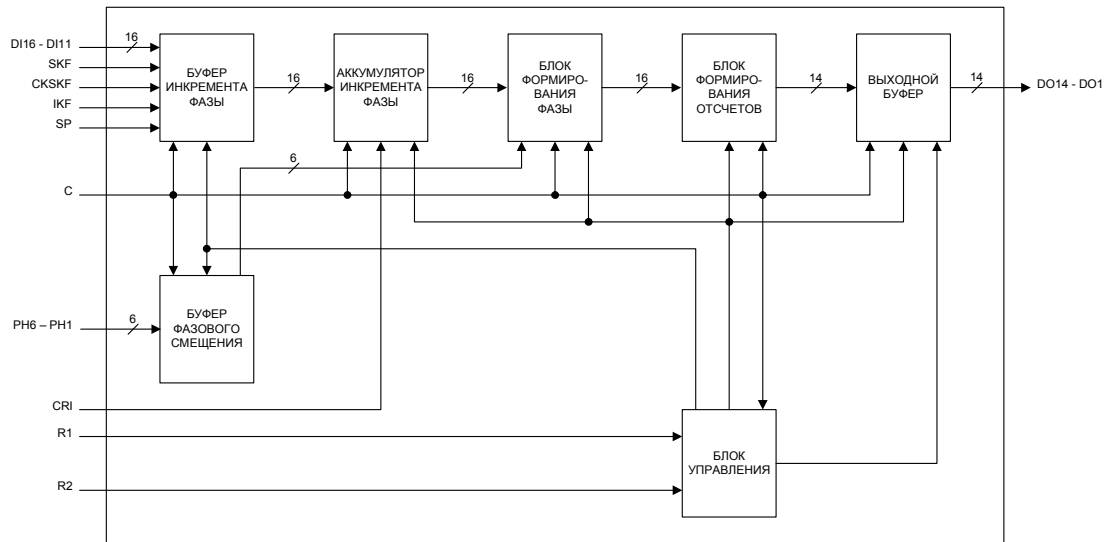 DI16 - DI11
16
SKF
CKSKF
IKF
SP
БУФЕР
ИНКРЕМЕНТА
ФАЗЫ
16
АККУМУЛЯТОР
ИНКРЕМЕНТА
ФАЗЫ
16
БЛОК
ФОРМИРО-
ВАНИЯ
ФАЗЫ
16
БЛОК
ФОРМИРО-
ВАНИЯ
ОТСЧЕТОВ
14
ВЫХОДНОЙ
БУФЕР
14
DO14 - DO1
6
C
PH6 – PH1
6
БУФЕР
ФАЗОВОГО
СМЕЩЕНИЯ
CRI
R1
R2
БЛОК
УПРАВЛЕНИЯ